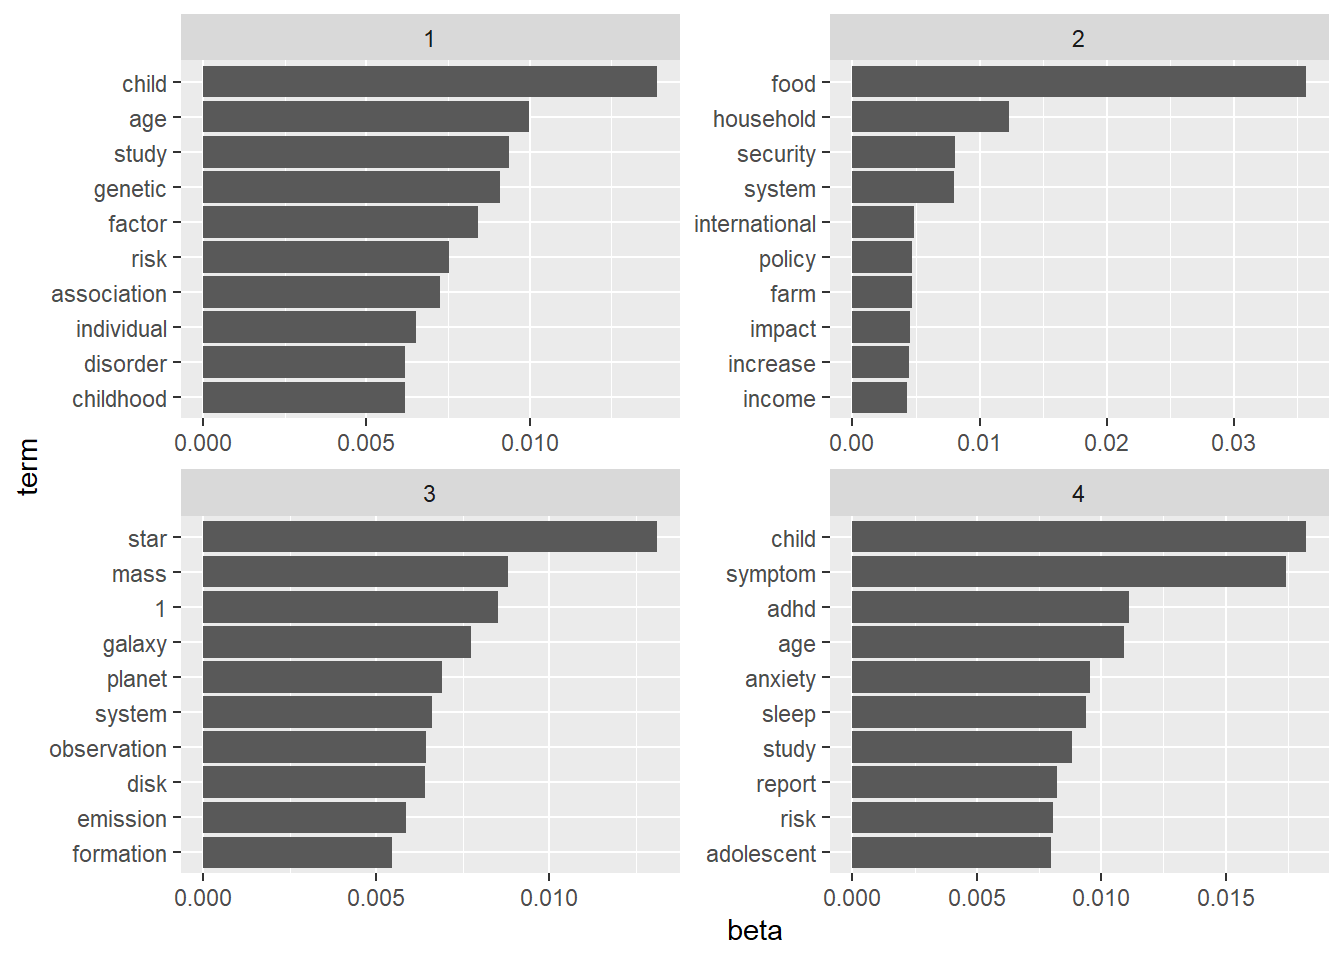 1
child
age
study
genetic
factor
risk
association
individual
disorder
childhood
0.000 0.005 0.010
2
food
household
security
system
international
policy
farm
impact
increase
income
0.00 0.01 0.02 0.03
term
3
star
mass
1
galaxy
planet
system
observation
disk
emission
formation
0.000 0.005 0.010
4
child
symptom
adhd
age
anxiety
sleep
study
report
risk
adolescent
0.000 0.005 0.010 0.015
beta